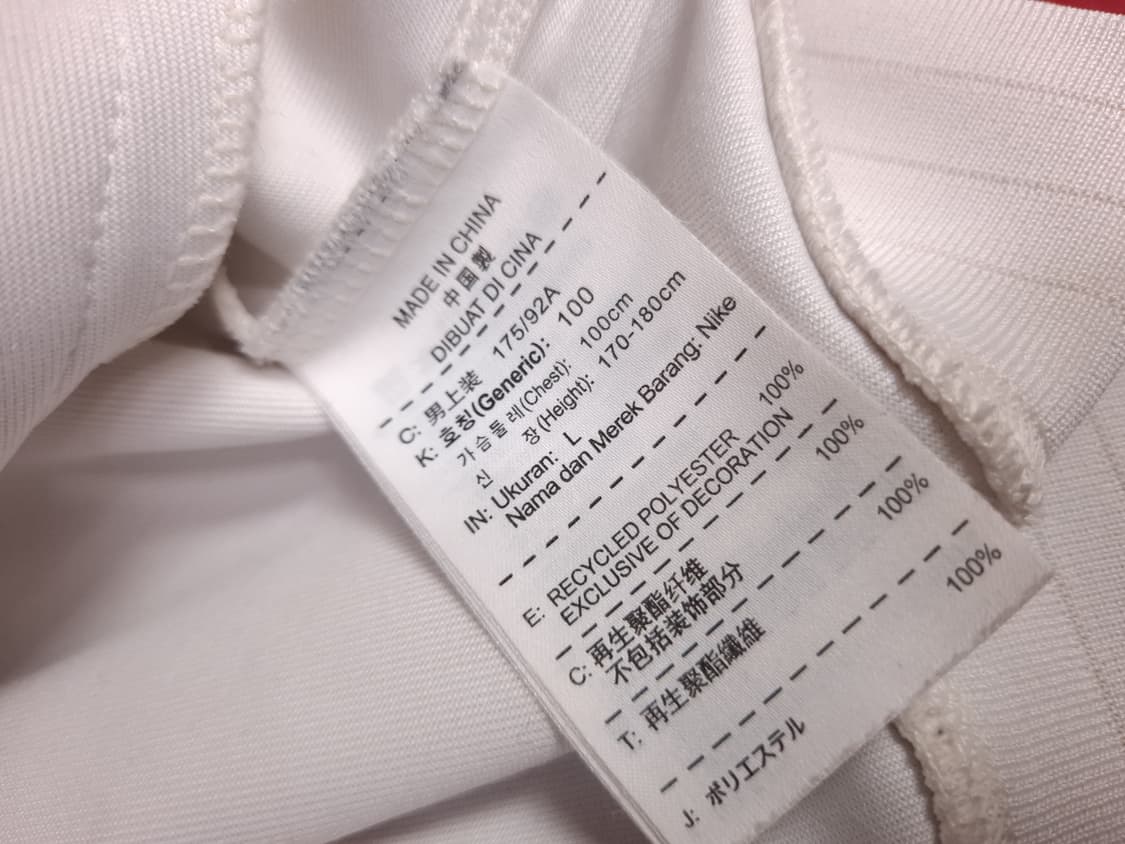 MADE IN CHINA
中国製
DIBUAT DI CINA
C: 男上装 175/92A
K: 호칭(Generic): 100
가슴둘레(Chest): 100cm
신 장(Height): 170-180cm
IN: Ukuran: L
Nama dan Merek Barang: Nike
E: RECYCLED POLYESTER 100%
EXCLUSIVE OF DECORATION
C: 再生聚酯纤维 100%
不包括装饰部分
T: 再生聚酯纖維 100%
J: ポリエステル 100%